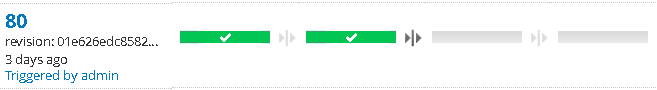 80
revision: 01e626edc8582...
3 days ago
Triggered by admin